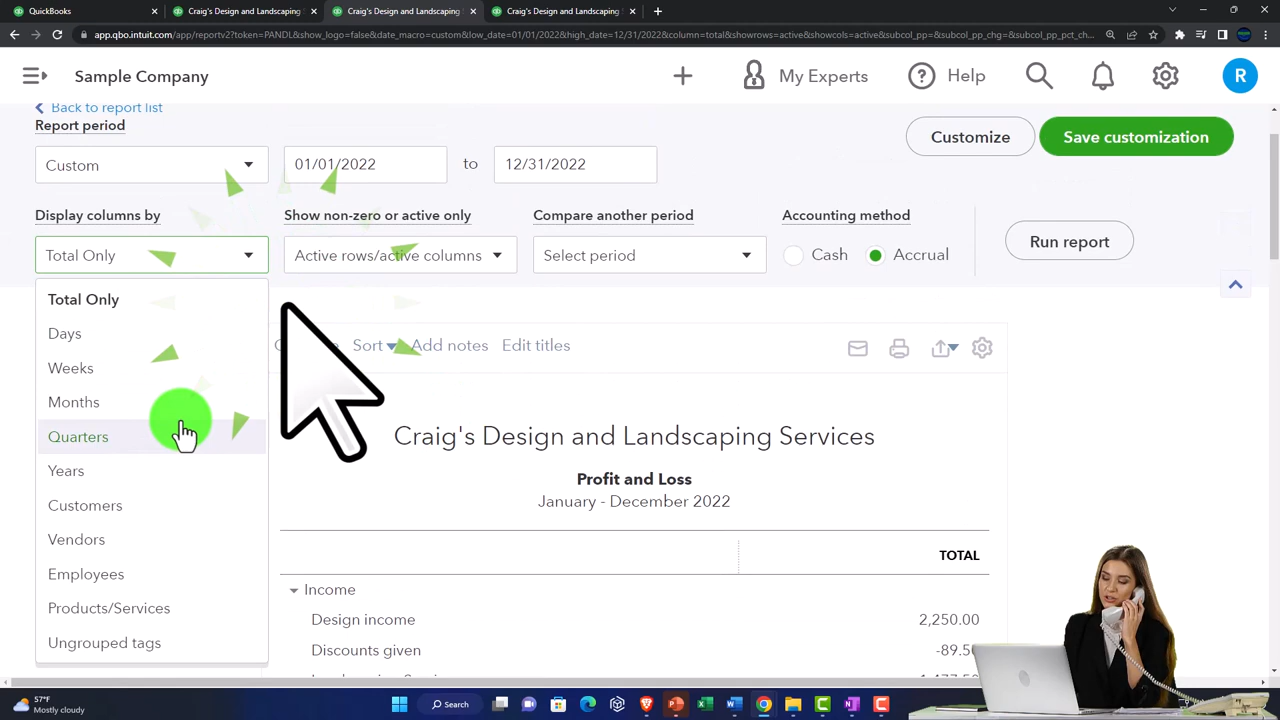 QuickBooks
Craig's Design and Landscaping
Craig's Design and Landscaping
Craig's Design and Landscaping
app.qbo.intuit.com/app/reportv2?token=PANDL&show_logo=false&date_macro=custom&low_date=01/01/2022&high_date=12/31/2022&column=total&showrows=active&showcols=active&subcol_pp=&subcol_pp_chg=&subcol_pp_pct_ch...
Sample Company
My Experts
Help
R
Back to report list
Report period
Customize
Save customization
Custom
01/01/2022
to
12/31/2022
Display columns by
Show non-zero or active only
Compare another period
Accounting method
Total Only
Active rows/active columns
Select period
Cash
Accrual
Run report
Total Only
Days
Weeks
Months
Quarters
Years
Customers
Vendors
Employees
Products/Services
Ungrouped tags
Sort
Add notes
Edit titles
Craig's Design and Landscaping Services
Profit and Loss
January - December 2022
TOTAL
Income
Design income
2,250.00
Discounts given
-89.50
57°F
Mostly cloudy
Search